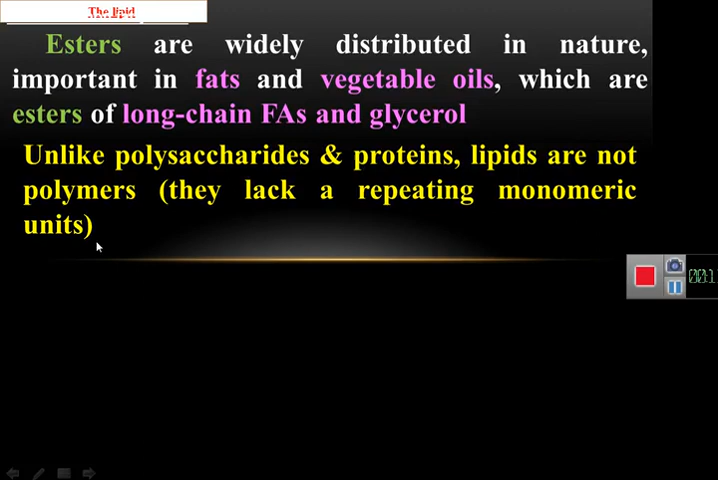 The lipid
Esters are widely distributed in nature,
important in fats and vegetable oils, which are
esters of long-chain FAs and glycerol
Unlike polysaccharides & proteins, lipids are not
polymers (they lack a repeating monomeric
units)